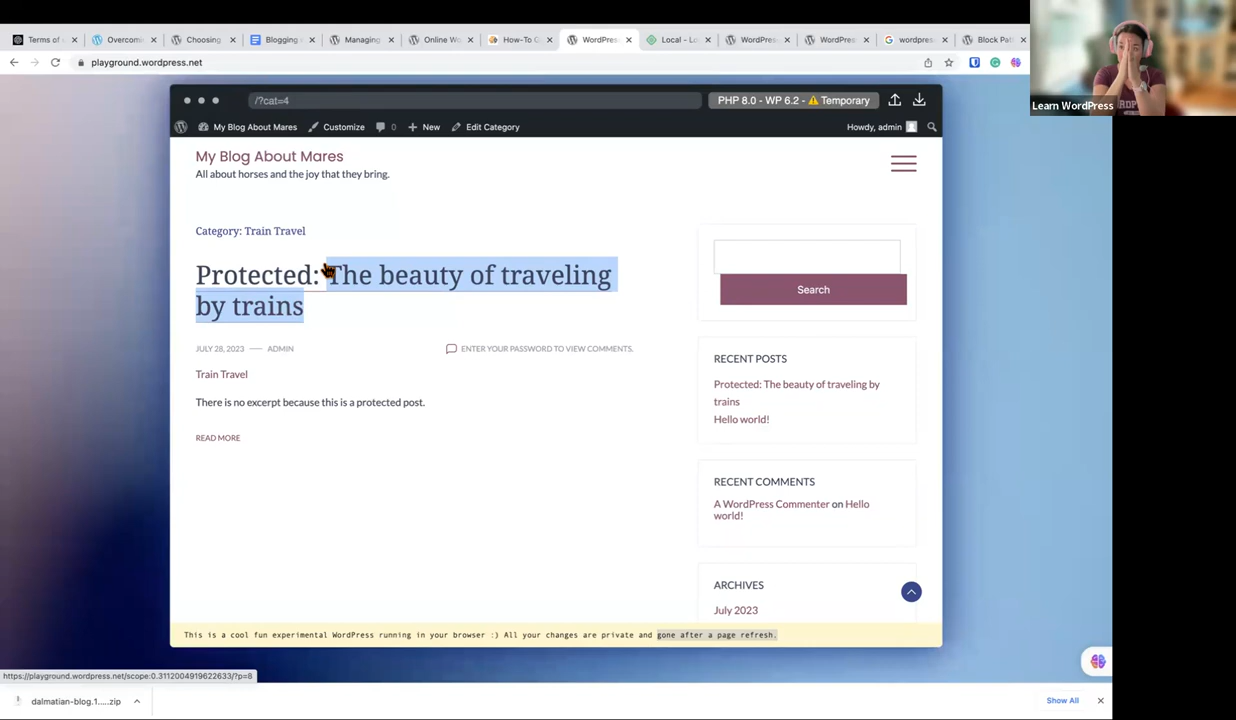 Terms of
Overcomi
Choosing
Blogging
Managing
Online Wo
How-To G
WordPress
Local - Lo
WordPress
WordPress
wordpress
Block Pat
playground.wordpress.net
Learn WordPress
/?cat=4
PHP 8.0 - WP 6.2 - Temporary
My Blog About Mares
Customize
0
New
Edit Category
Howdy, admin
My Blog About Mares
All about horses and the joy that they bring.
Category: Train Travel
Protected: The beauty of traveling
by trains
JULY 28, 2023
ADMIN
ENTER YOUR PASSWORD TO VIEW COMMENTS.
Train Travel
There is no excerpt because this is a protected post.
READ MORE
Search
RECENT POSTS
Protected: The beauty of traveling by
trains
Hello world!
RECENT COMMENTS
A WordPress Commenter on Hello
world!
ARCHIVES
July 2023
This is a cool fun experimental WordPress running in your browser :) All your changes are private and gone after a page refresh.
https://playground.wordpress.net/scope:0.3112004919622633/?p=8
dalmatian-blog.1.....zip
Show All